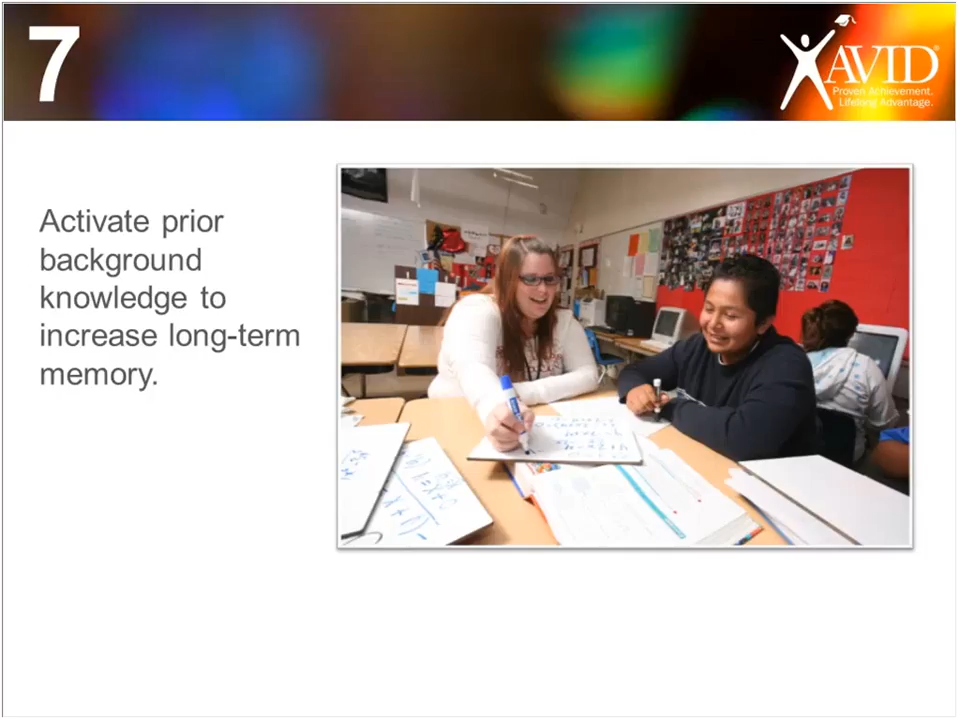 7
AVID®
Proven Achievement.
Lifelong Advantage.
Activate prior
background
knowledge to
increase long-term
memory.